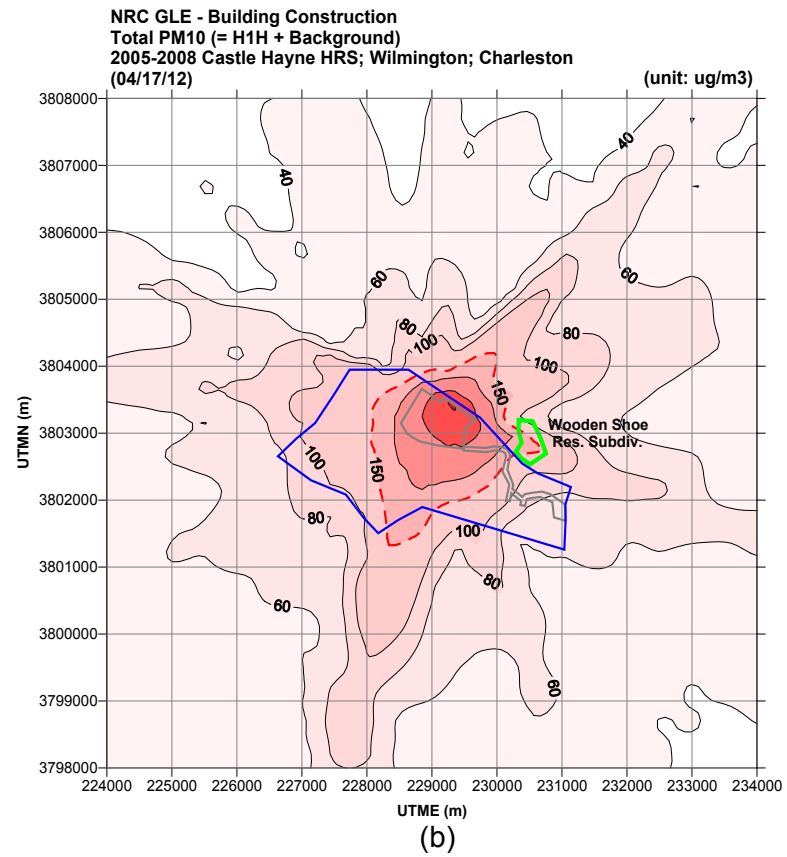 NRC GLE - Building Construction
Total PM10 (= H1H + Background)
2005-2008 Castle Hayne HRS; Wilmington; Charleston
(04/17/12) (unit: ug/m3)
3808000
40
3807000
40
3806000
60
60
3805000
80
80
100
3804000
100
150
Wooden Shoe
Res. Subdiv.
3803000
100
150
3802000
80
100
3801000
80
60
3800000
60
3799000
3798000
UTMN (m)
224000 225000 226000 227000 228000 229000 230000 231000 232000 233000 234000
UTME (m)
(b)